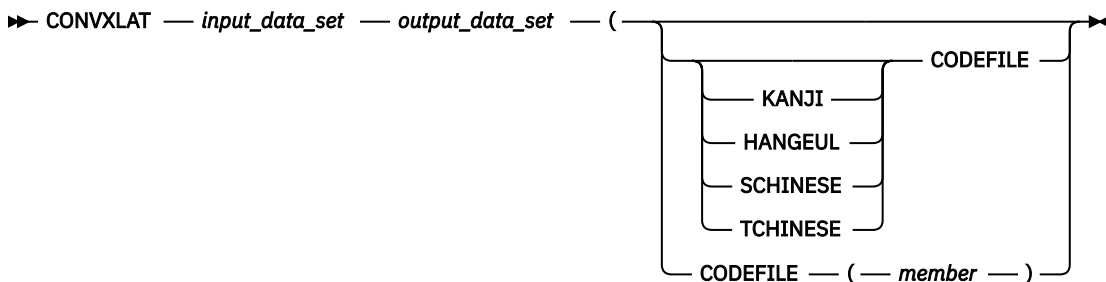 CONVXLAT input_data_set output_data_set (
CODEFILE
KANJI
HANGEUL
SCHINESE
TCHINESE
CODEFILE ( member )